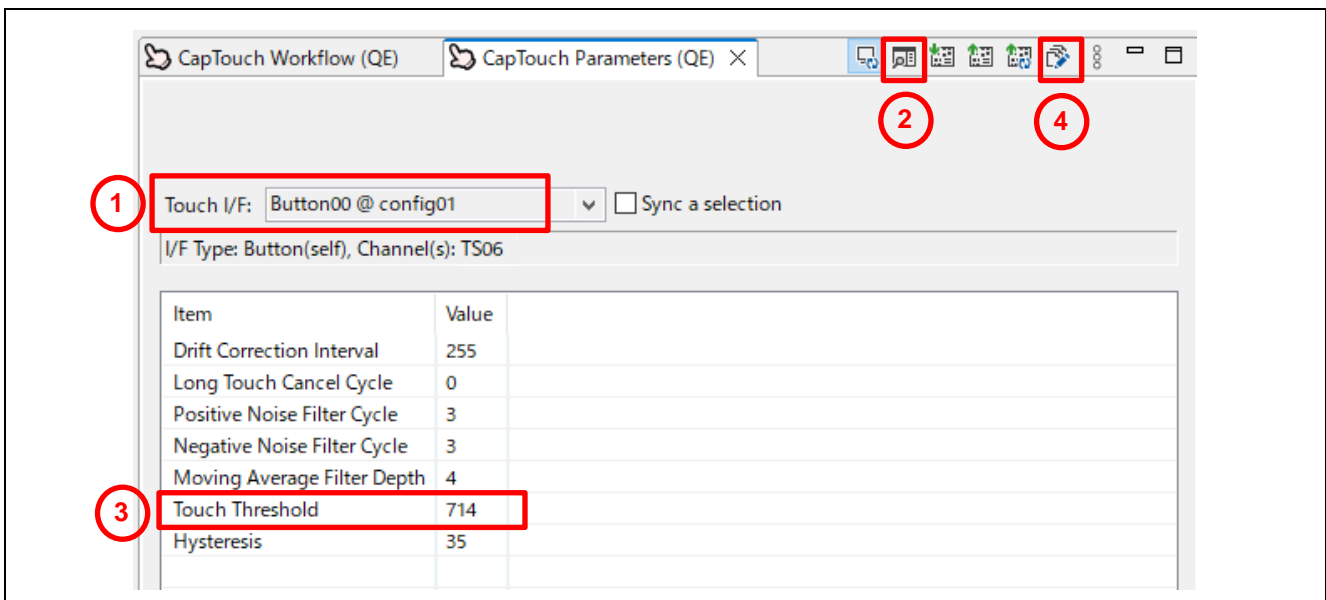 CapTouch Workflow (QE) CapTouch Parameters (QE)
2 4
1 Touch I/F: Button00 @ config01 Sync a selection
I/F Type: Button(self), Channel(s): TS06
Item Value
Drift Correction Interval 255
Long Touch Cancel Cycle 0
Positive Noise Filter Cycle 3
Negative Noise Filter Cycle 3
Moving Average Filter Depth 4
3 Touch Threshold 714
Hysteresis 35